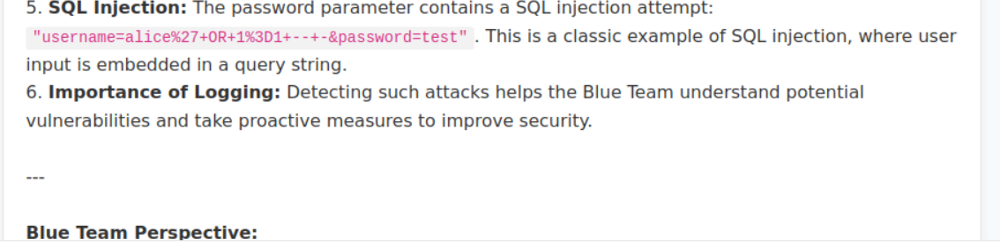 5. SQL Injection: The password parameter contains a SQL injection attempt:
"username=alice%27+OR+1%3D1+--+-&password=test" . This is a classic example of SQL injection, where user
input is embedded in a query string.
6. Importance of Logging: Detecting such attacks helps the Blue Team understand potential
vulnerabilities and take proactive measures to improve security.
---
Blue Team Perspective: